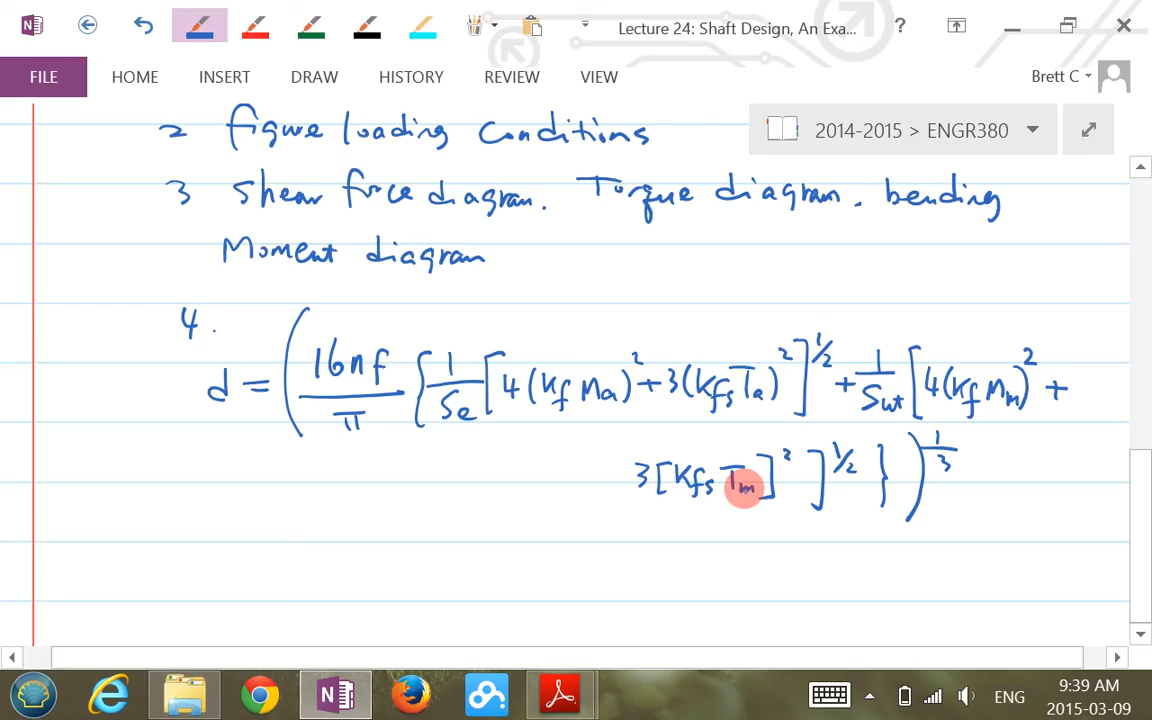 Lecture 24: Shaft Design, An Exa...
?
FILE HOME INSERT DRAW HISTORY REVIEW VIEW Brett C
2 figure loading conditions
2014-2015 > ENGR380
3 Shear force diagram. Torque diagram. bending
Moment diagram
4.
d = ( 16nf / π { 1/Se [ 4(Kf Ma)² + 3(Kfs Ta)² ]^1/2 + 1/Sut [ 4(Kf Mm)² +
3[Kfs Tm]² ]^1/2 } )^1/3
ENG
9:39 AM
2015-03-09